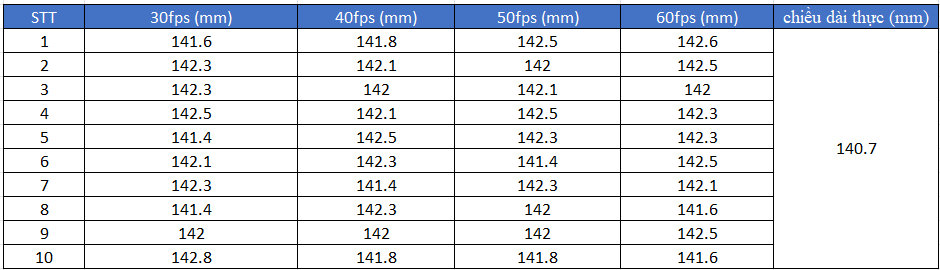 STT 30fps (mm) 40fps (mm) 50fps (mm) 60fps (mm) chiều dài thực (mm)
1 141.6 141.8 142.5 142.6
2 142.3 142.1 142 142.5
3 142.3 142 142.1 142
4 142.5 142.1 142.5 142.3
5 141.4 142.5 142.3 142.3
6 142.1 142.3 141.4 142.5
140.7
7 142.3 141.4 142.3 142.1
8 141.4 142.3 142 141.6
9 142 142 142 142.5
10 142.8 141.8 141.8 141.6